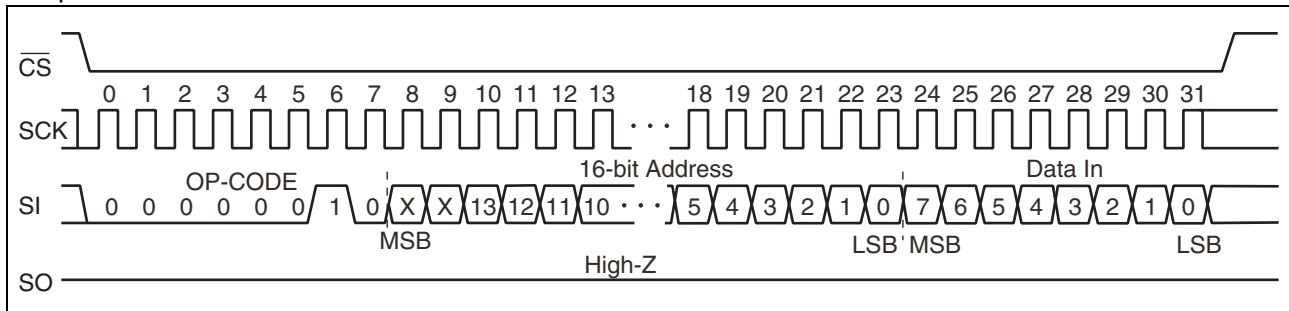 CS
0 1 2 3 4 5 6 7 8 9 10 11 12 13 18 19 20 21 22 23 24 25 26 27 28 29 30 31
SCK ···
OP-CODE 16-bit Address Data In
SI 0 0 0 0 0 0 1 0 X X 13 12 11 10 ··· 5 4 3 2 1 0 7 6 5 4 3 2 1 0
MSB LSB MSB LSB
High-Z
SO